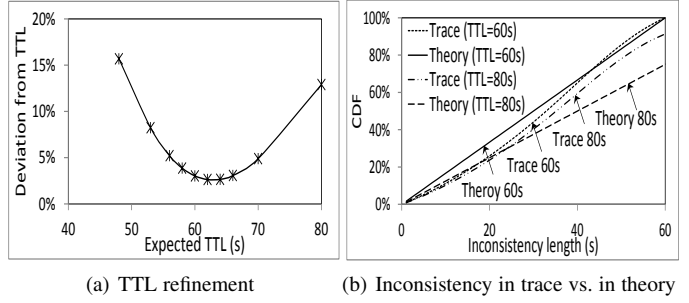 20%
15%
10%
5%
0%
Deviation from TTL
40 50 60 70 80
Expected TTL (s)
(a) TTL refinement
100%
80%
60%
40%
20%
0%
CDF
Trace (TTL=60s)
Theory (TTL=60s)
Trace (TTL=80s)
Theory (TTL=80s)
Theory 80s
Trace 80s
Trace 60s
Theroy 60s
0 20 40 60
Inconsistency length (s)
(b) Inconsistency in trace vs. in theory